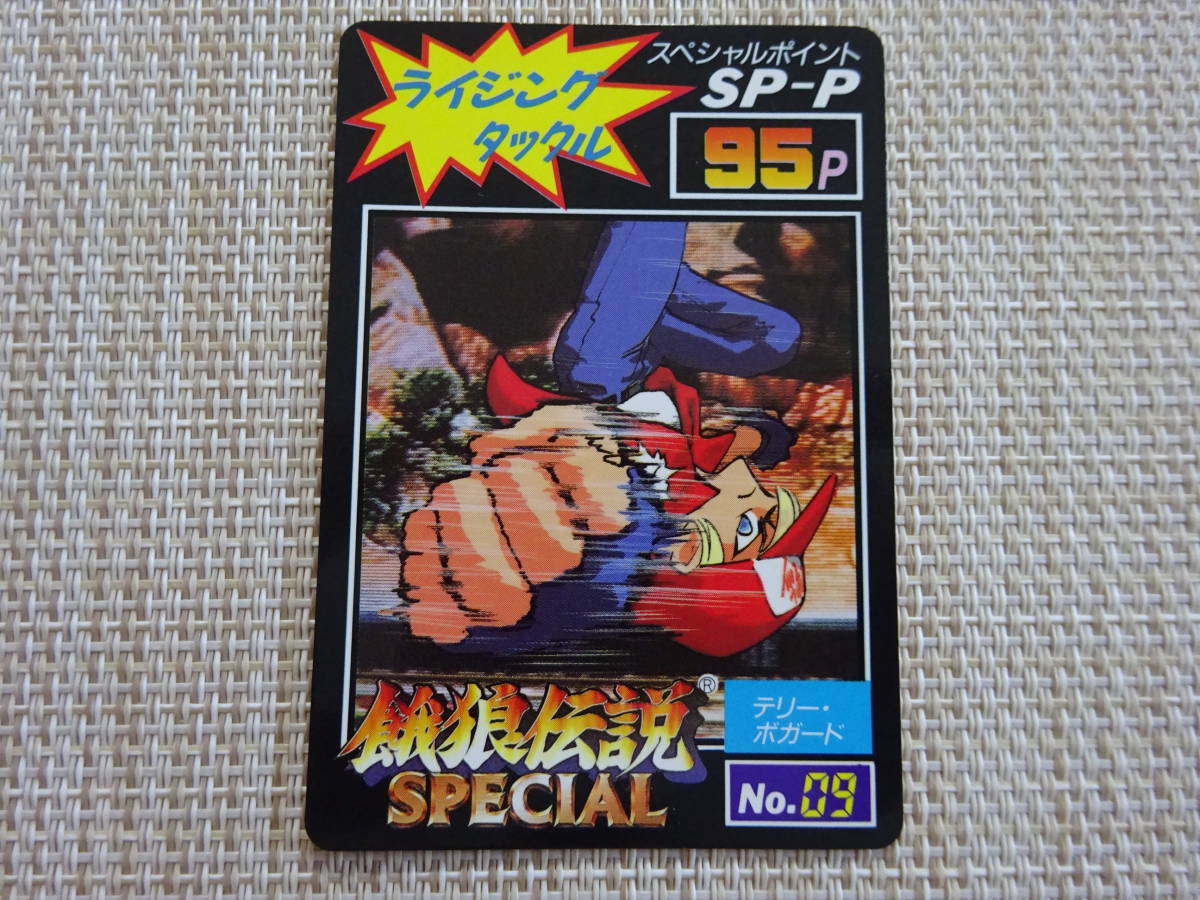 ライジング
タックル
スペシャルポイント
SP-P
95P
餓狼伝説®
SPECIAL
テリー・
ボガード
No.09